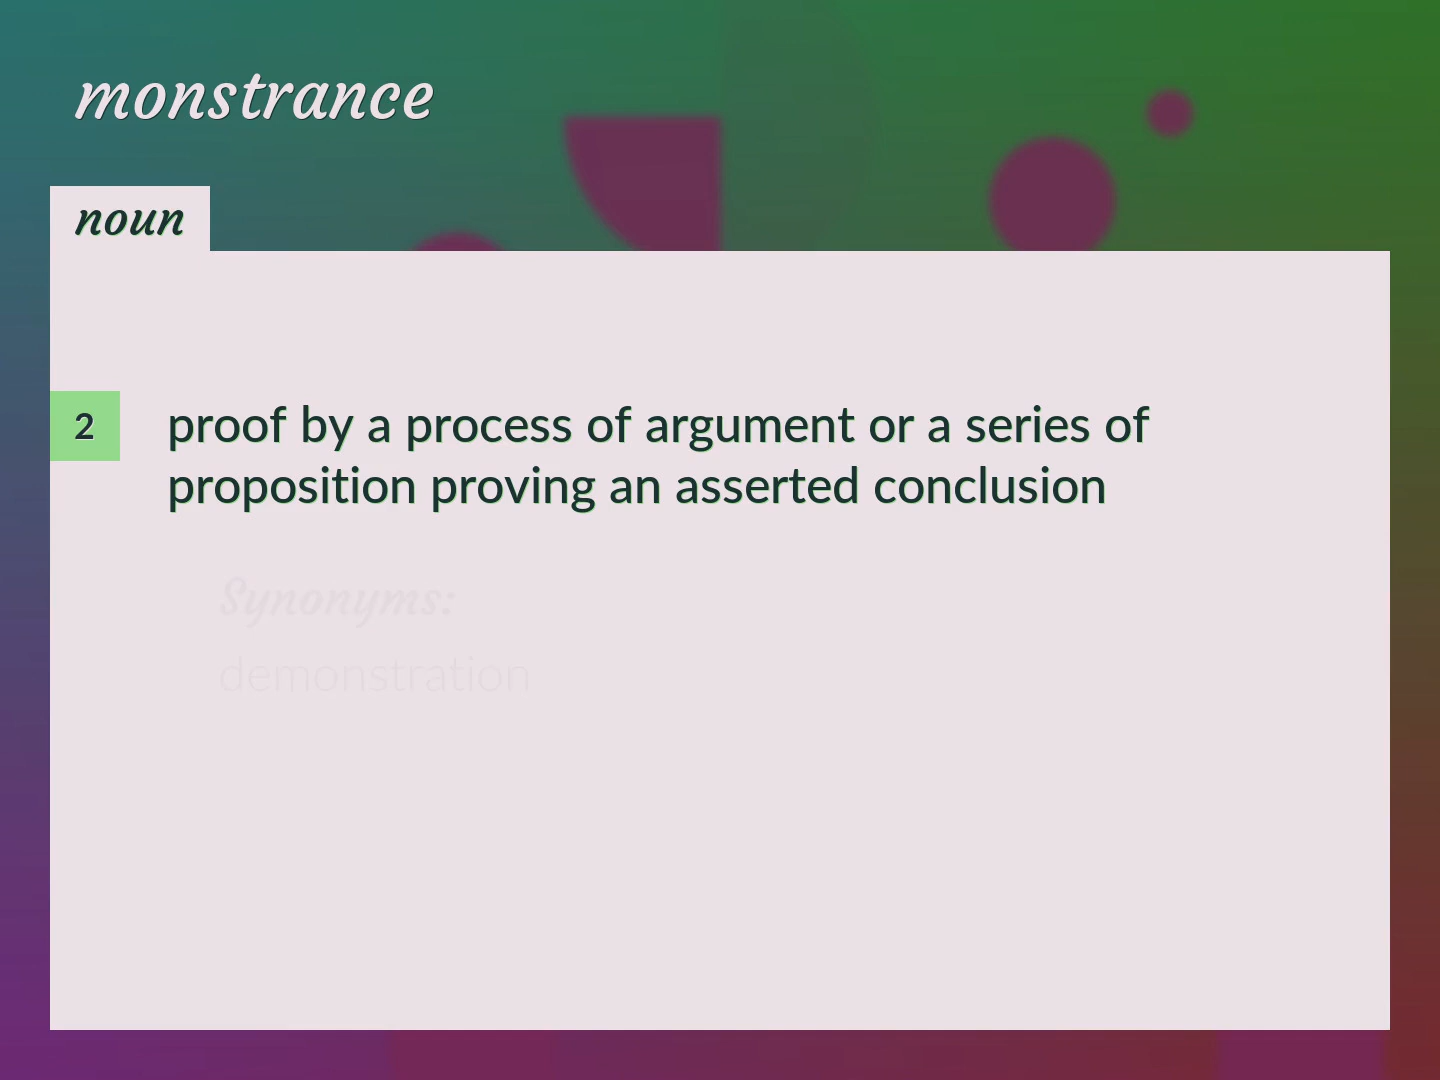 monstrance
noun
2
proof by a process of argument or a series of
proposition proving an asserted conclusion
Synonyms:
demonstration